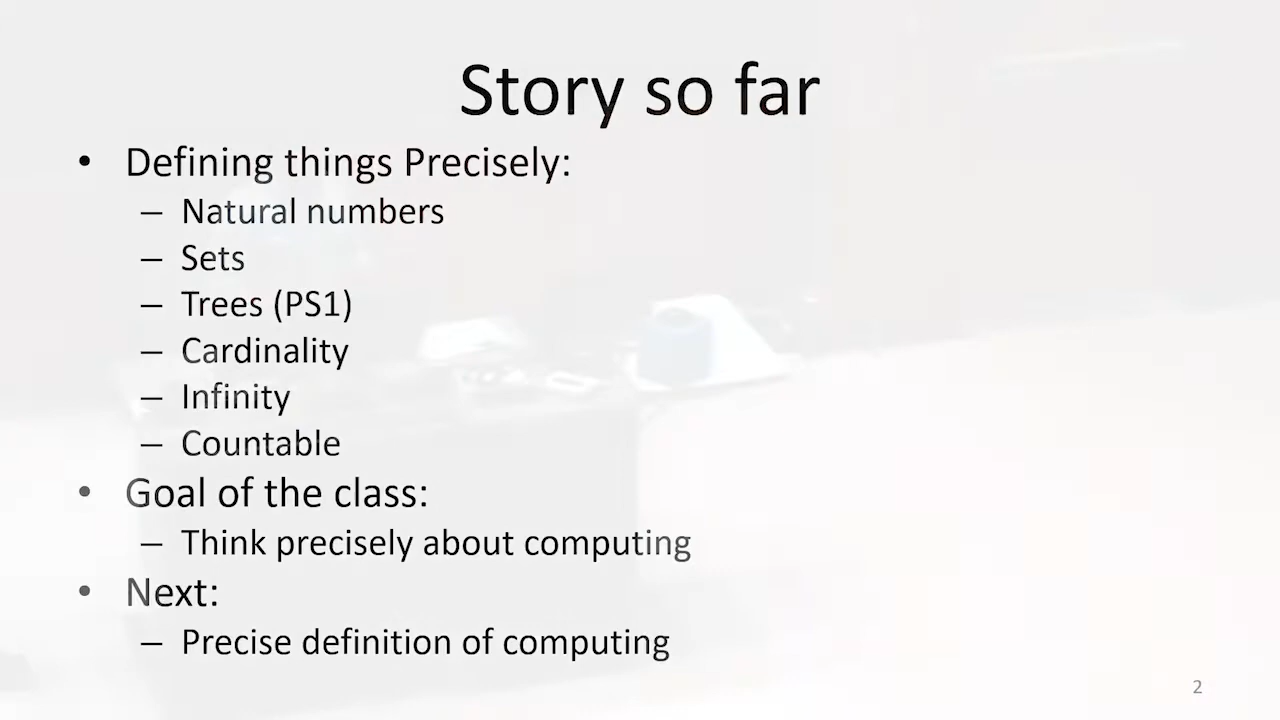 Story so far
• Defining things Precisely:
– Natural numbers
– Sets
– Trees (PS1)
– Cardinality
– Infinity
– Countable
• Goal of the class:
– Think precisely about computing
• Next:
– Precise definition of computing
2